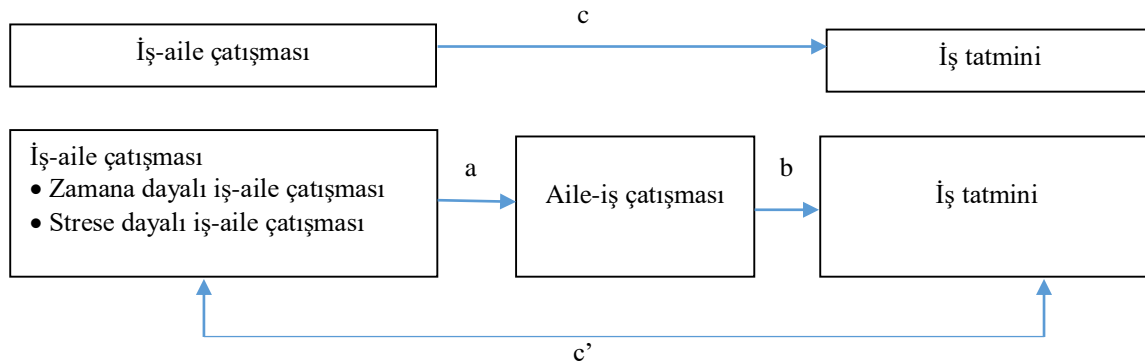 c
İş-aile çatışması
İş tatmini
İş-aile çatışması
• Zamana dayalı iş-aile çatışması
• Strese dayalı iş-aile çatışması
a
Aile-iş çatışması
b
İş tatmini
c’